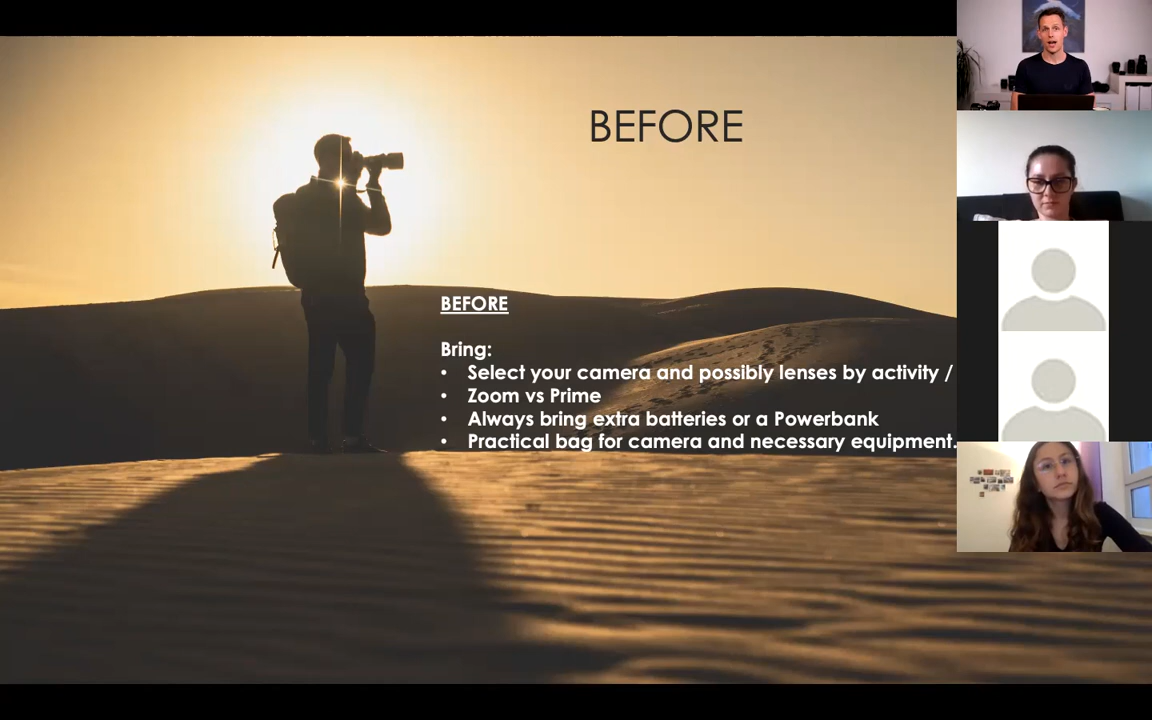 BEFORE
BEFORE
Bring:
• Select your camera and possibly lenses by activity /
• Zoom vs Prime
• Always bring extra batteries or a Powerbank
• Practical bag for camera and necessary equipment.